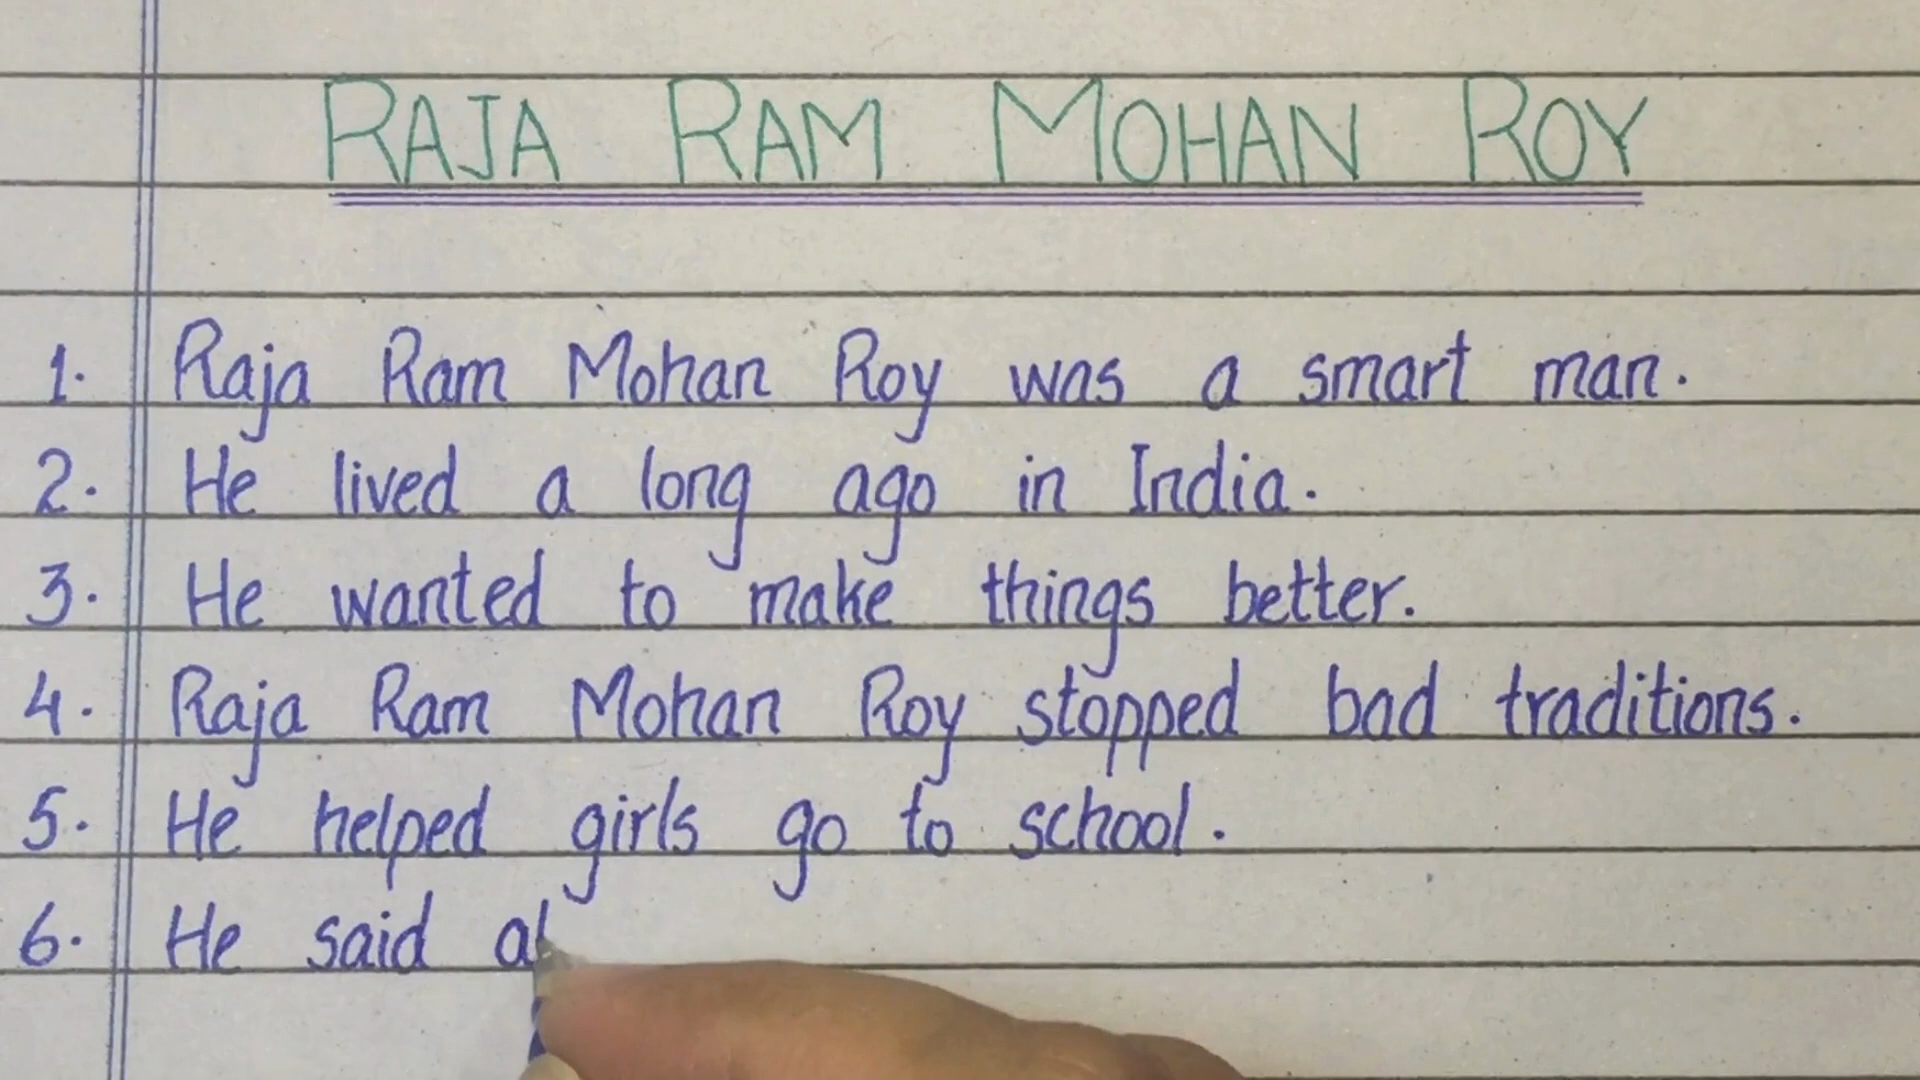 RAJA RAM MOHAN ROY
1. Raja Ram Mohan Roy was a smart man.
2. He lived a long ago in India.
3. He wanted to make things better.
4. Raja Ram Mohan Roy stopped bad traditions.
5. He helped girls go to school.
6. He said